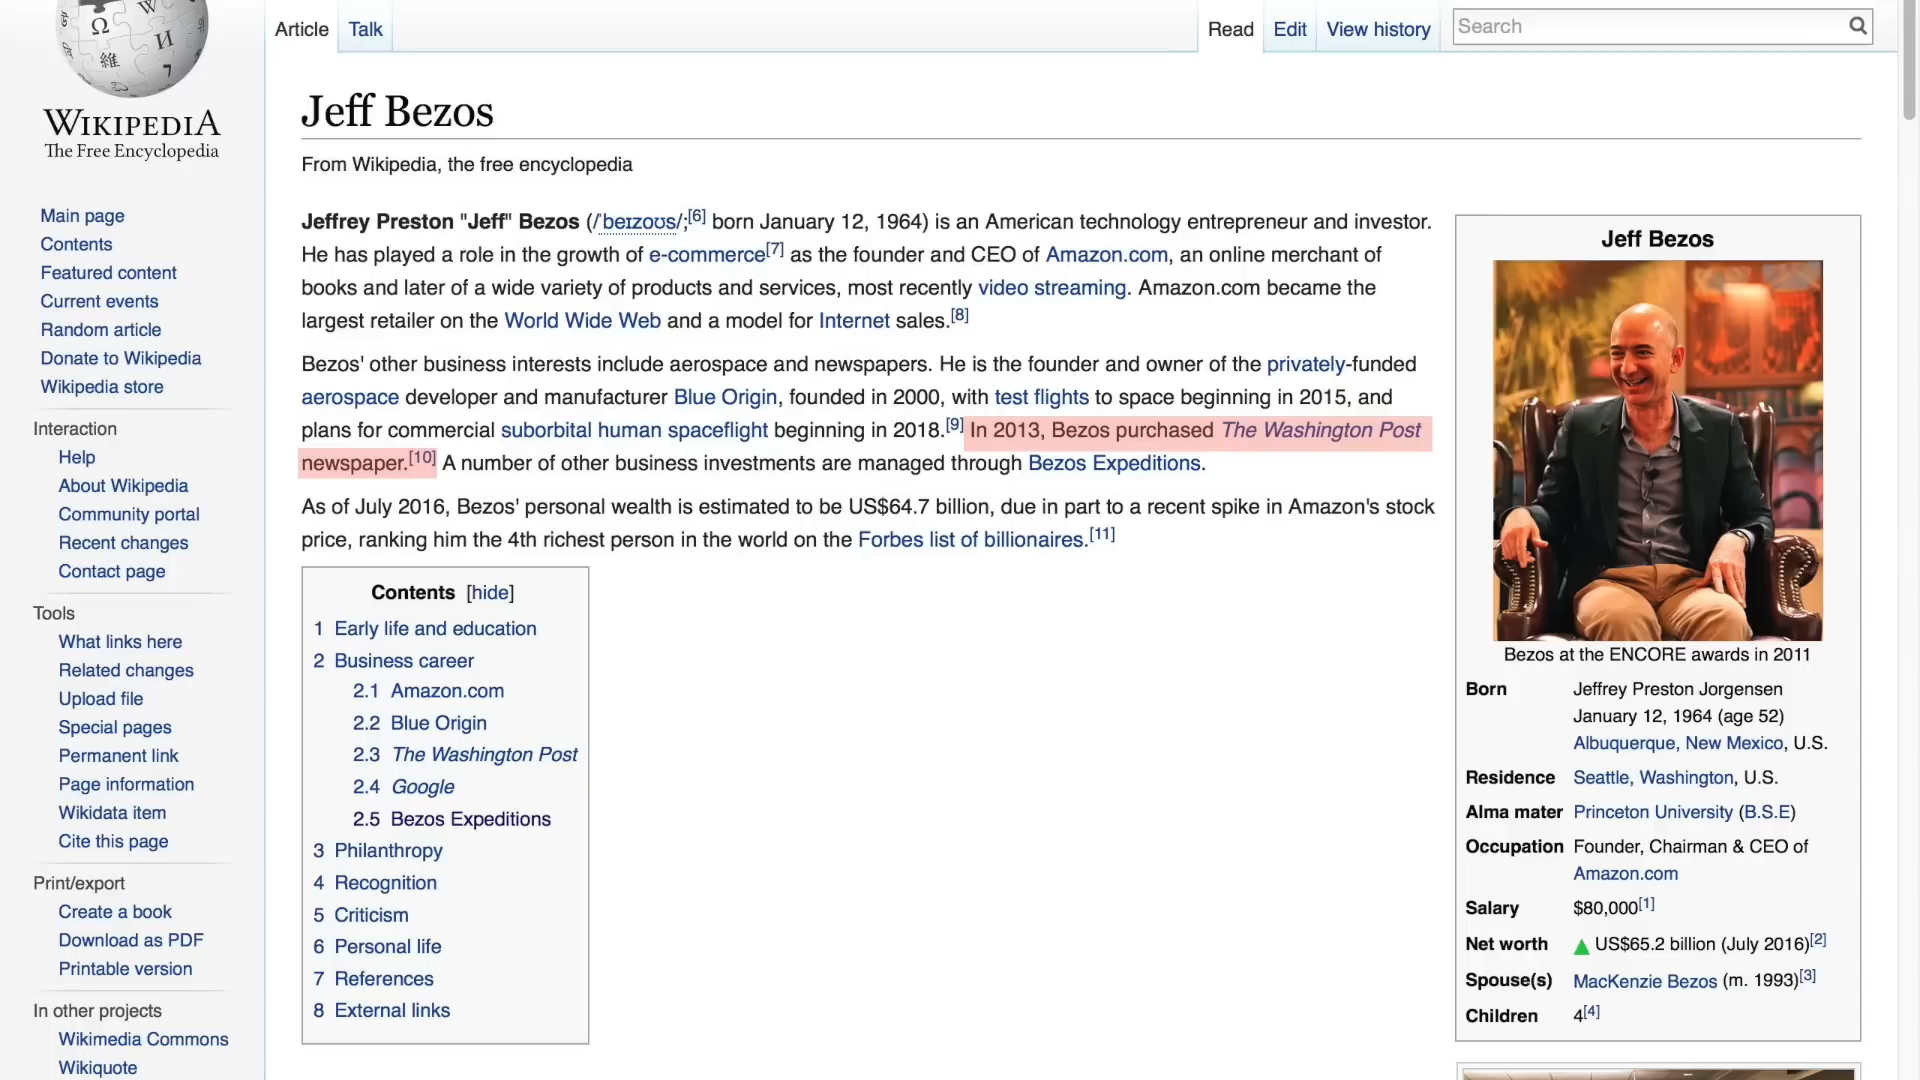 Article
Talk
Read
Edit
View history
Search
Ω
W
И
維
7
WIKIPEDIA
The Free Encyclopedia
Main page
Contents
Featured content
Current events
Random article
Donate to Wikipedia
Wikipedia store
Interaction
Help
About Wikipedia
Community portal
Recent changes
Contact page
Tools
What links here
Related changes
Upload file
Special pages
Permanent link
Page information
Wikidata item
Cite this page
Print/export
Create a book
Download as PDF
Printable version
In other projects
Wikimedia Commons
Wikiquote
Jeff Bezos
From Wikipedia, the free encyclopedia
Jeffrey Preston "Jeff" Bezos (/ˈbeɪzoʊs/;[6] born January 12, 1964) is an American technology entrepreneur and investor.
He has played a role in the growth of e-commerce[7] as the founder and CEO of Amazon.com, an online merchant of
books and later of a wide variety of products and services, most recently video streaming. Amazon.com became the
largest retailer on the World Wide Web and a model for Internet sales.[8]
Bezos' other business interests include aerospace and newspapers. He is the founder and owner of the privately-funded
aerospace developer and manufacturer Blue Origin, founded in 2000, with test flights to space beginning in 2015, and
plans for commercial suborbital human spaceflight beginning in 2018.[9] In 2013, Bezos purchased The Washington Post
newspaper.[10] A number of other business investments are managed through Bezos Expeditions.
As of July 2016, Bezos' personal wealth is estimated to be US$64.7 billion, due in part to a recent spike in Amazon's stock
price, ranking him the 4th richest person in the world on the Forbes list of billionaires.[11]
Contents [hide]
1 Early life and education
2 Business career
2.1 Amazon.com
2.2 Blue Origin
2.3 The Washington Post
2.4 Google
2.5 Bezos Expeditions
3 Philanthropy
4 Recognition
5 Criticism
6 Personal life
7 References
8 External links
Jeff Bezos
Bezos at the ENCORE awards in 2011
Born Jeffrey Preston Jorgensen
January 12, 1964 (age 52)
Albuquerque, New Mexico, U.S.
Residence Seattle, Washington, U.S.
Alma mater Princeton University (B.S.E)
Occupation Founder, Chairman & CEO of
Amazon.com
Salary $80,000[1]
Net worth ▲ US$65.2 billion (July 2016)[2]
Spouse(s) MacKenzie Bezos (m. 1993)[3]
Children 4[4]